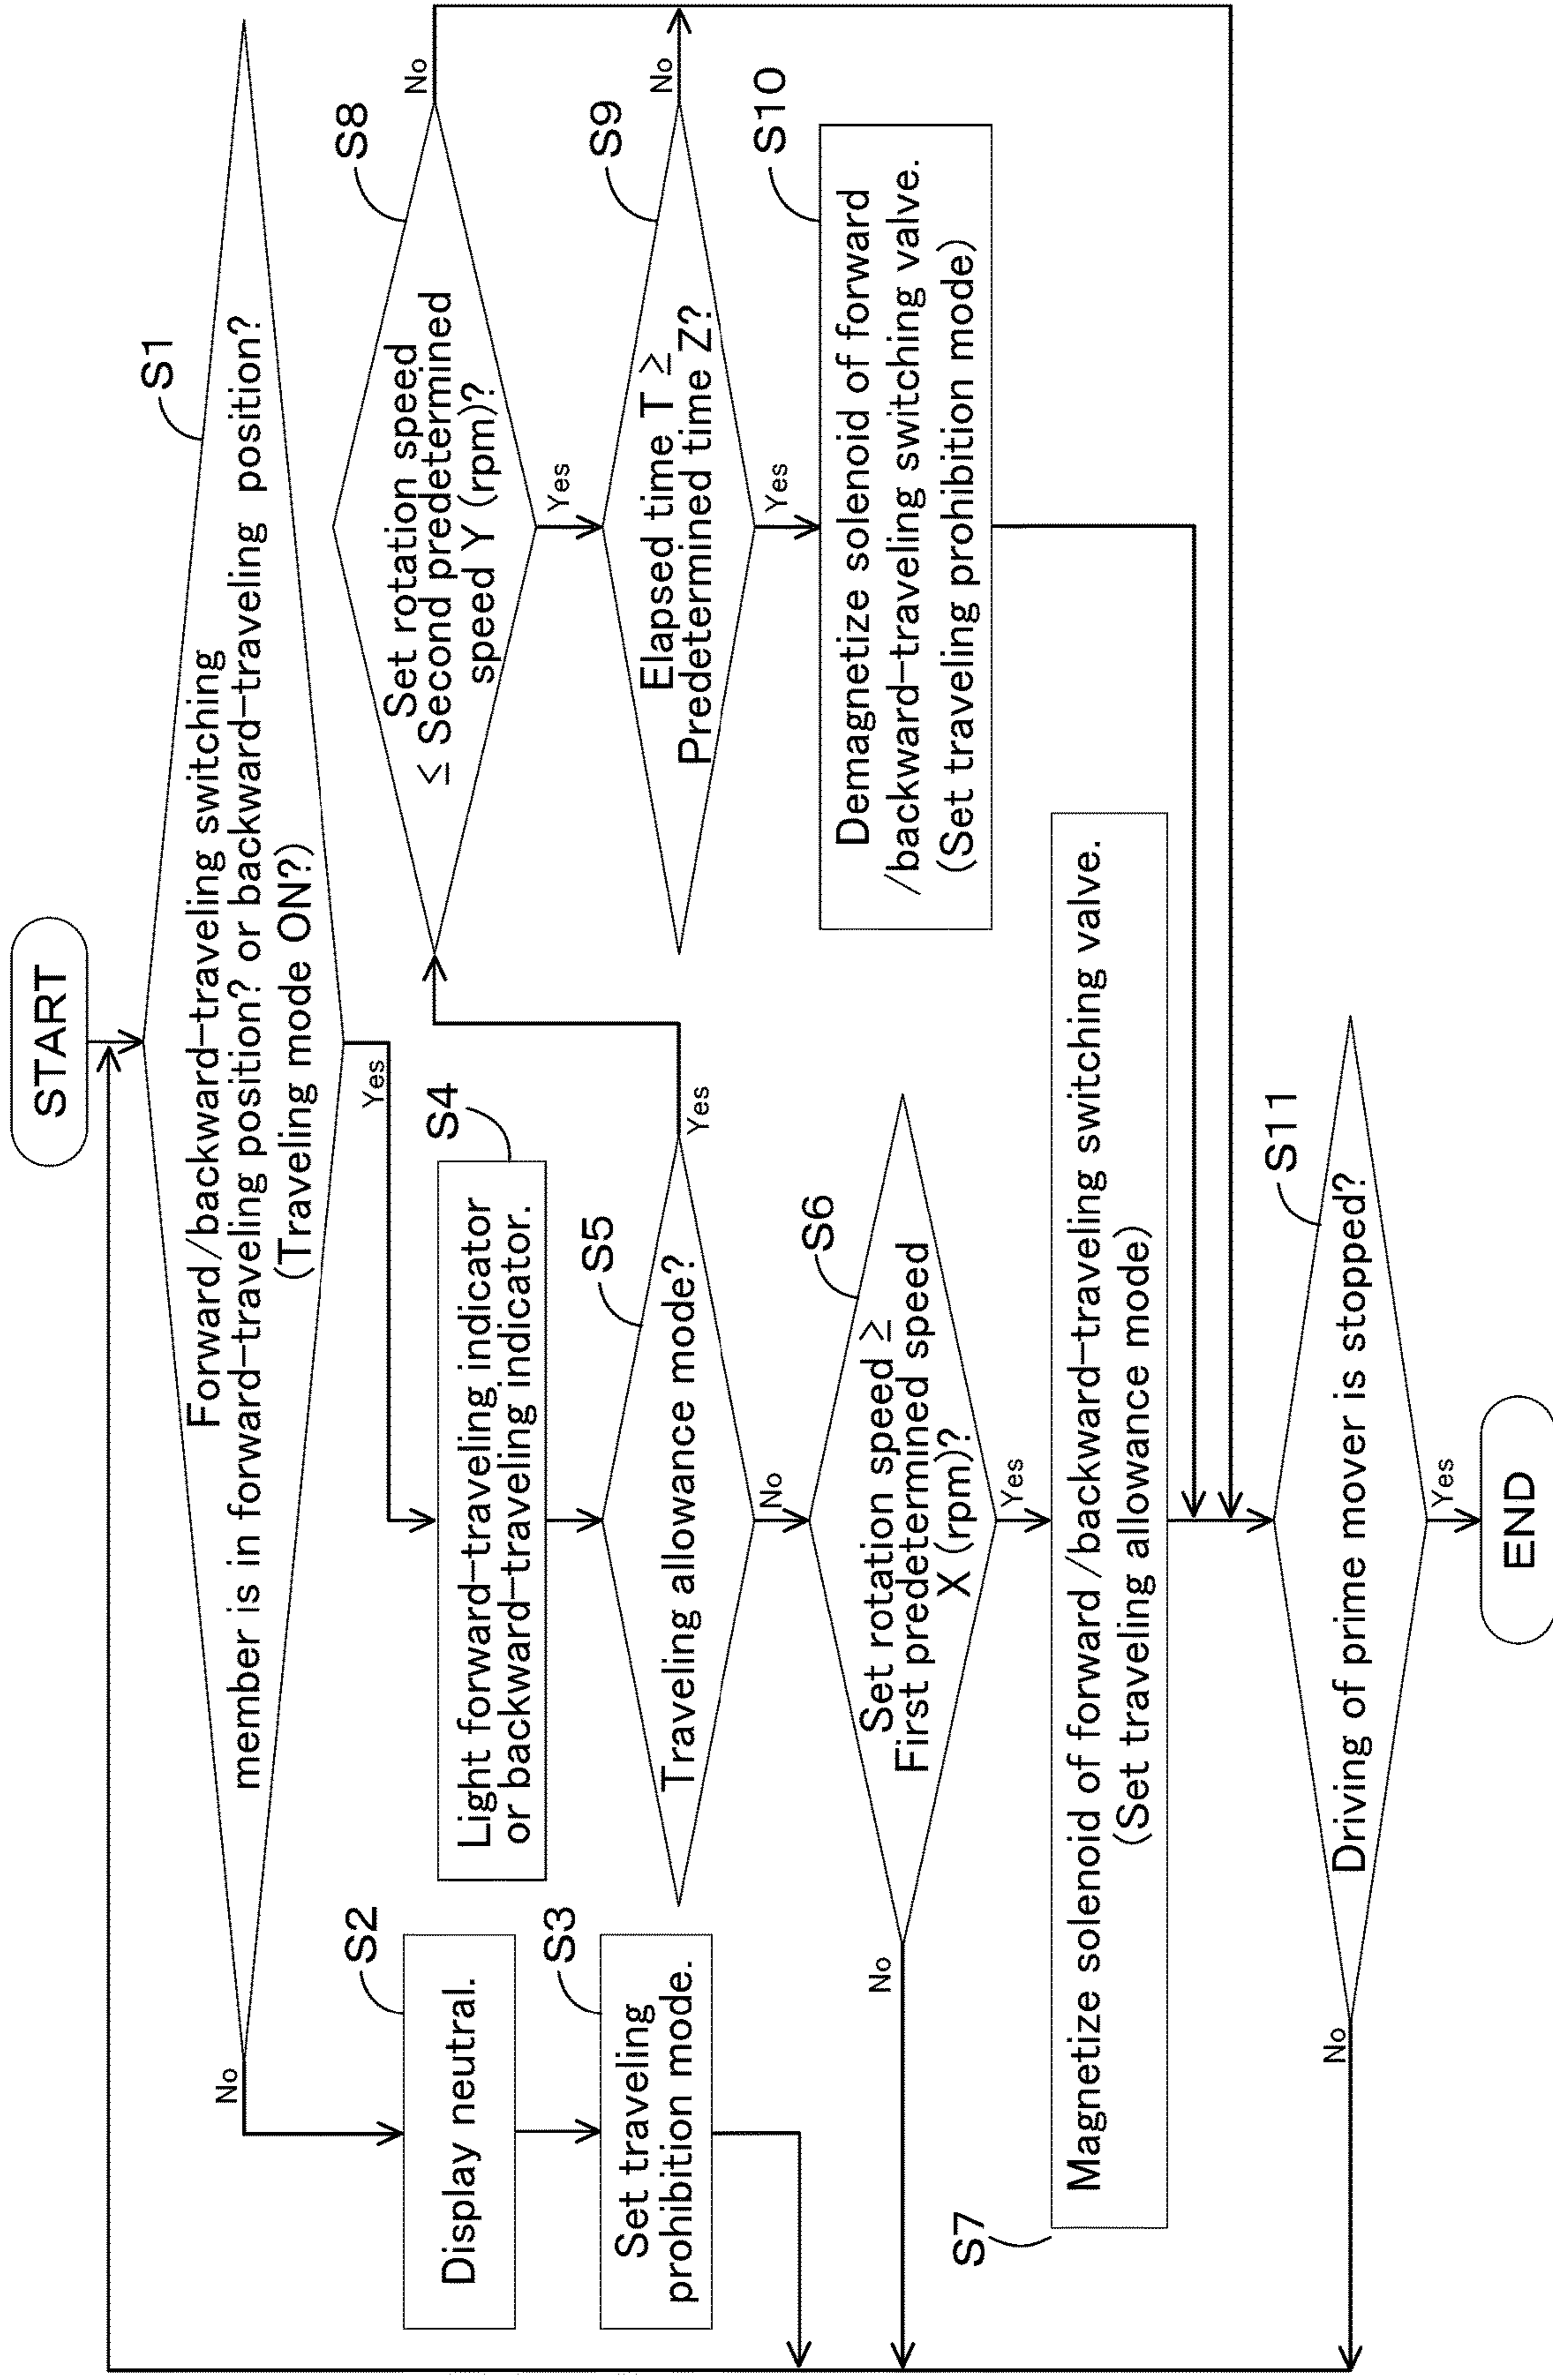 START
S1
Forward/backward-traveling switching
member is in forward-traveling position? or backward-traveling position?
(Traveling mode ON?)
No
Yes
S2
Display neutral.
S3
Set traveling
prohibition mode.
S4
Light forward-traveling indicator
or backward-traveling indicator.
S5
Traveling allowance mode?
Yes
No
S6
Set rotation speed ≥
First predetermined speed
X (rpm)?
No
Yes
S7
Magnetize solenoid of forward/backward-traveling switching valve.
(Set traveling allowance mode)
S8
Set rotation speed
≤ Second predetermined
speed Y (rpm)?
No
Yes
S9
Elapsed time T ≥
Predetermined time Z?
No
Yes
S10
Demagnetize solenoid of forward
/backward-traveling switching valve.
(Set traveling prohibition mode)
S11
Driving of prime mover is stopped?
No
Yes
END